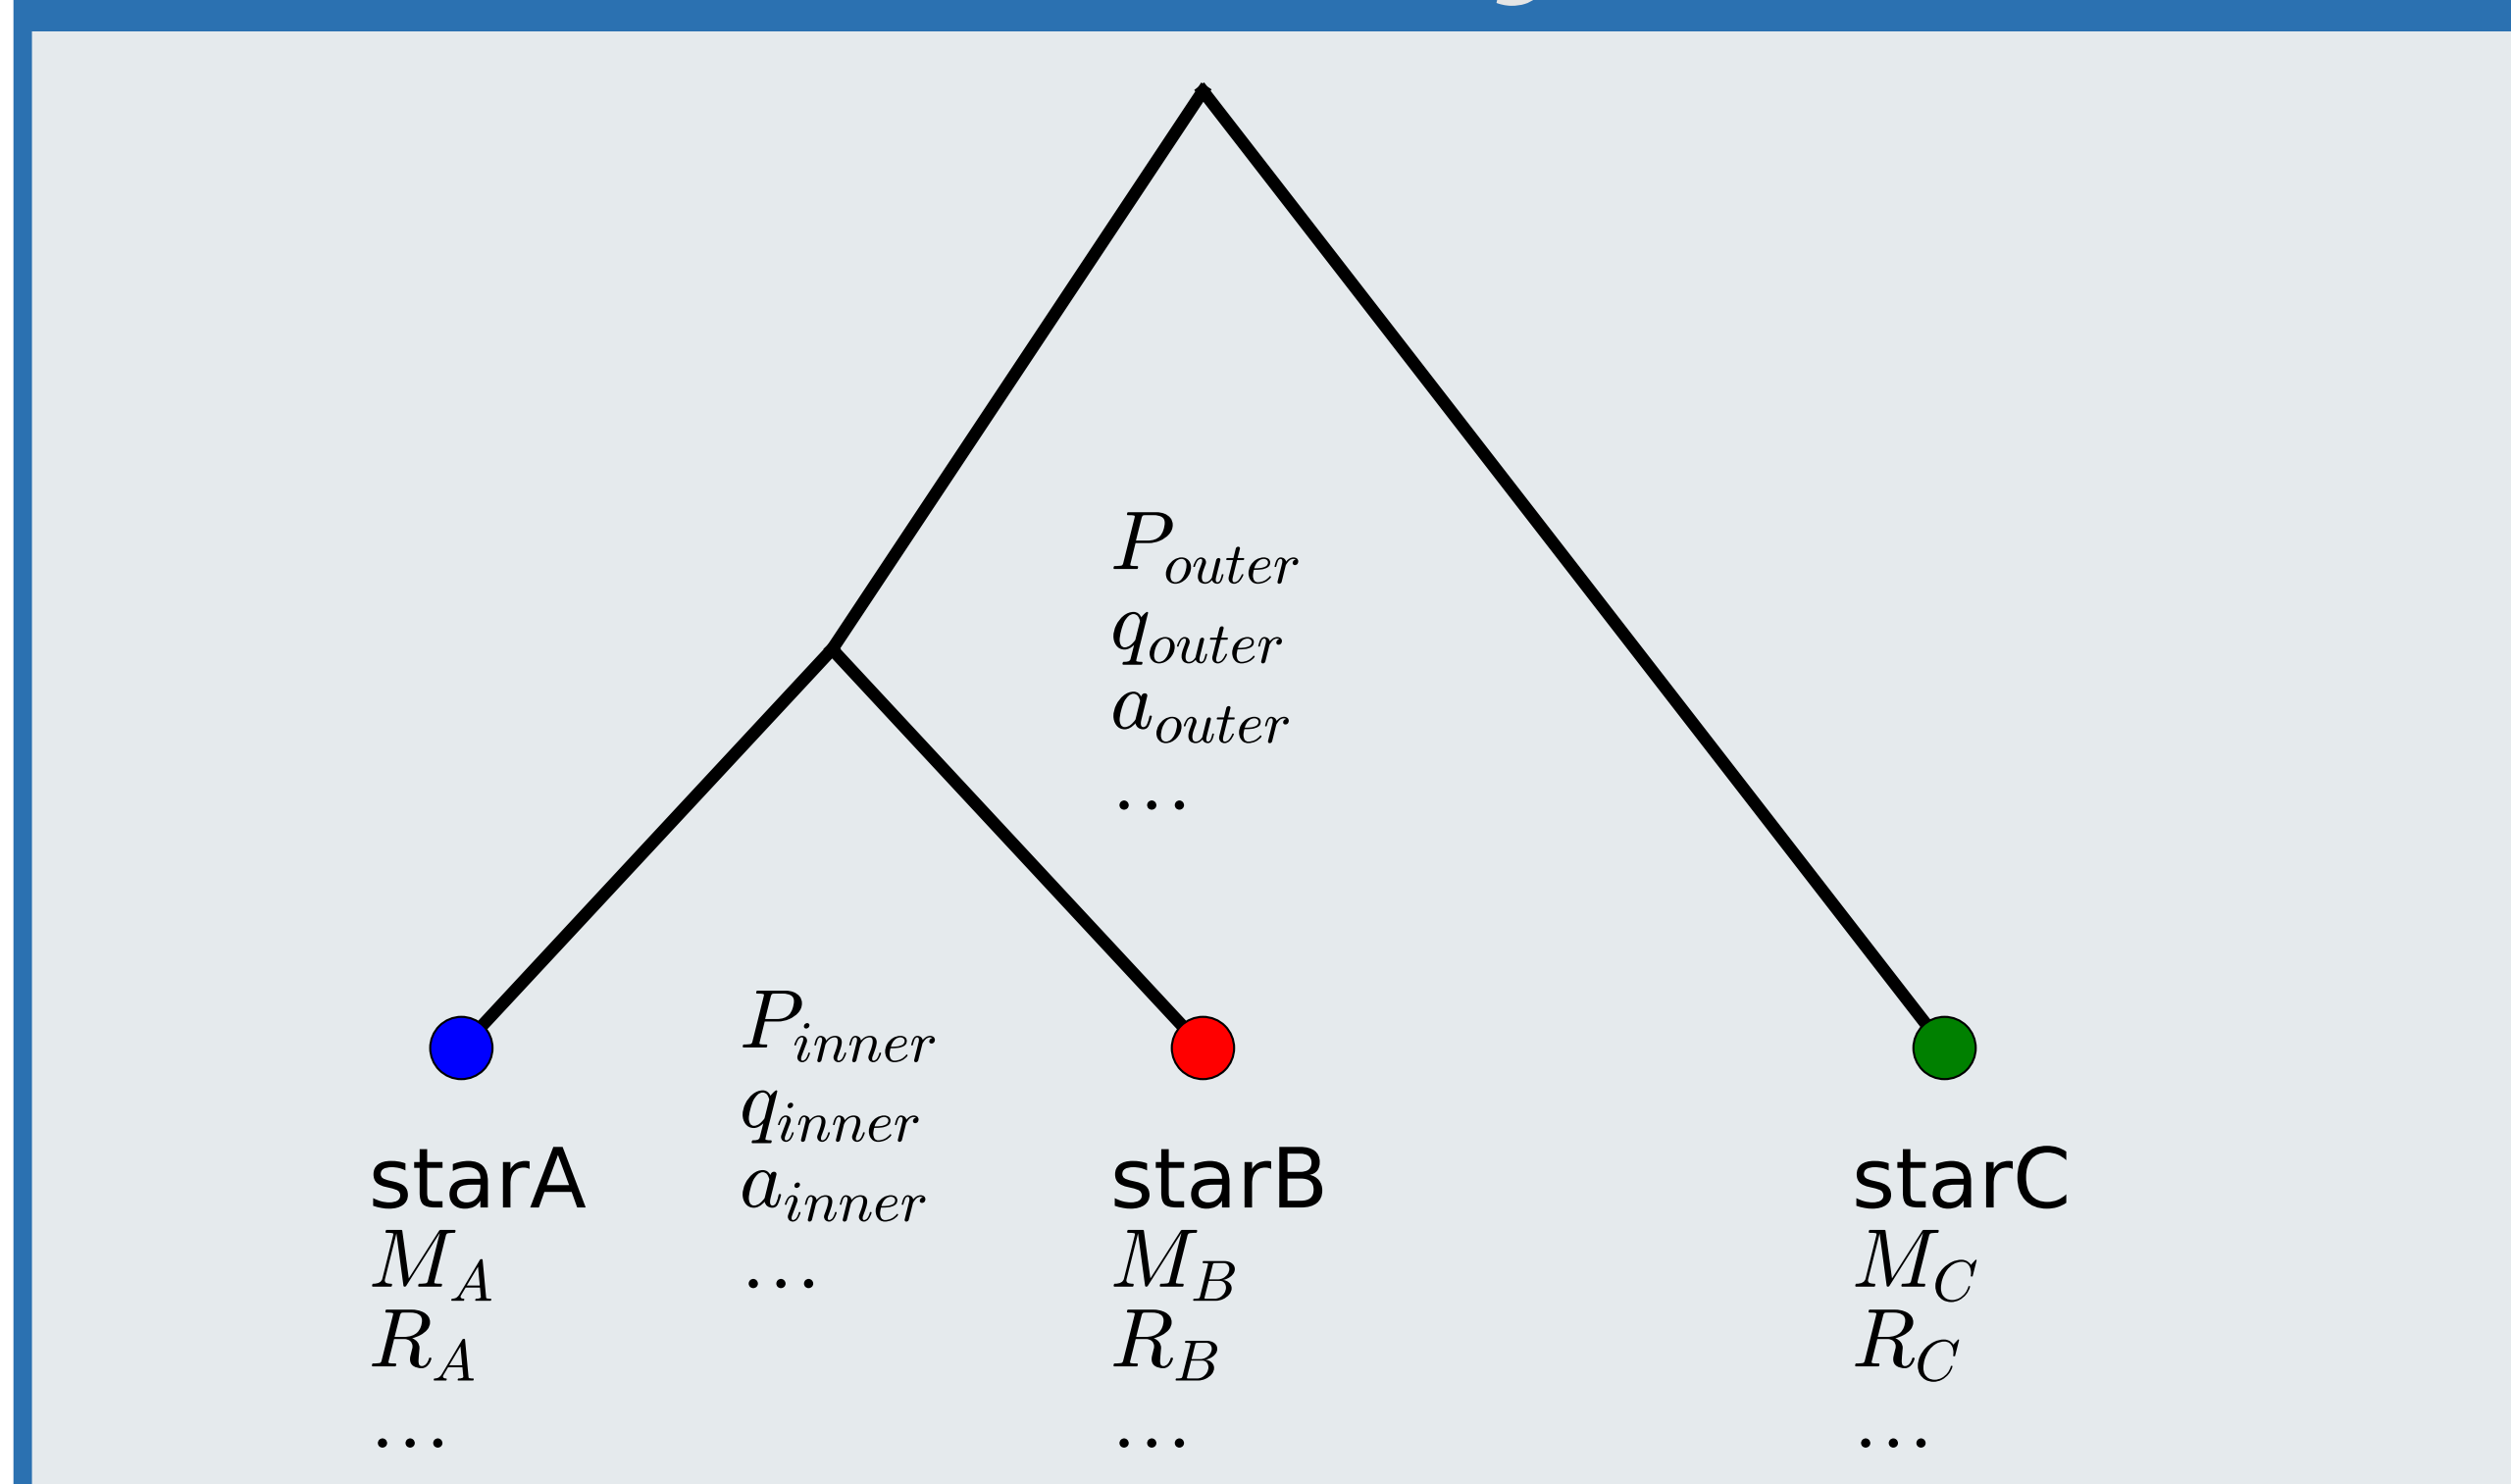 P_outer
q_outer
a_outer
...
P_inner
q_inner
a_inner
...
starA
M_A
R_A
...
starB
M_B
R_B
...
starC
M_C
R_C
...